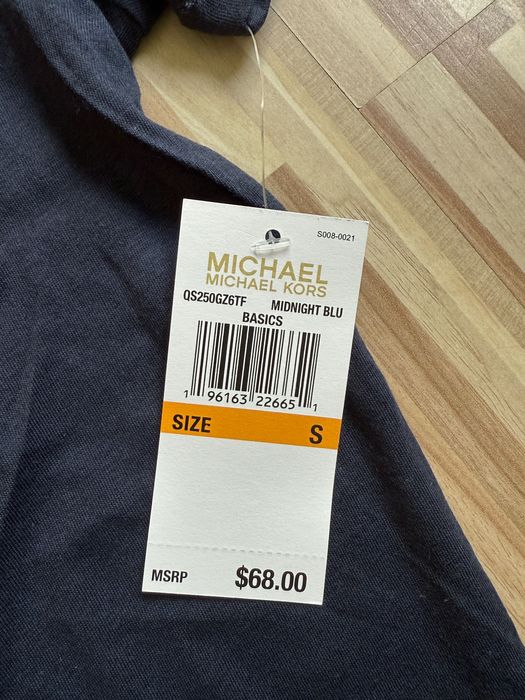 S008-0021
MICHAEL
MICHAEL KORS
QS250GZ6TF MIDNIGHT BLU
BASICS
1 96163 22665 1
SIZE S
MSRP $68.00